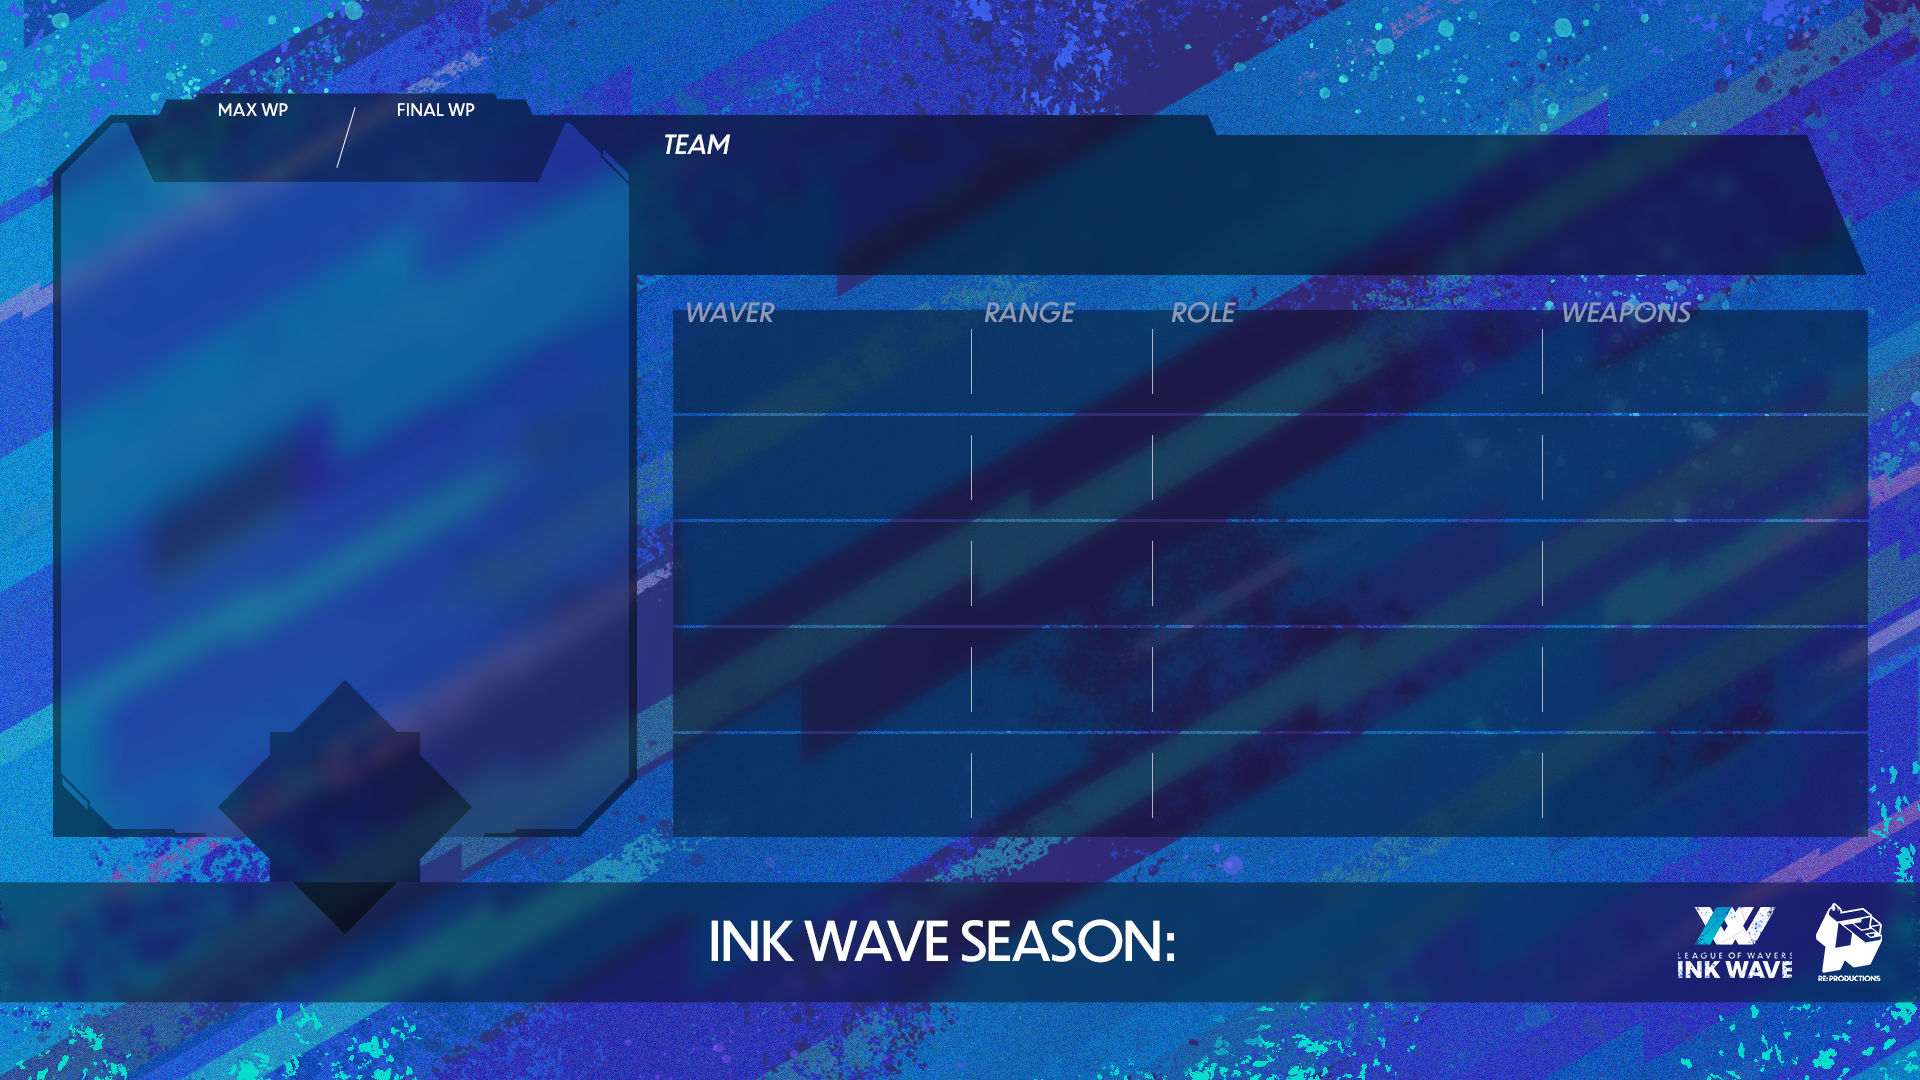 MAX WP
FINAL WP
TEAM
WAVER
RANGE
ROLE
WEAPONS
INK WAVE SEASON:
LEAGUE OF WAVERS
INK WAVE
RE:PRODUCTIONS